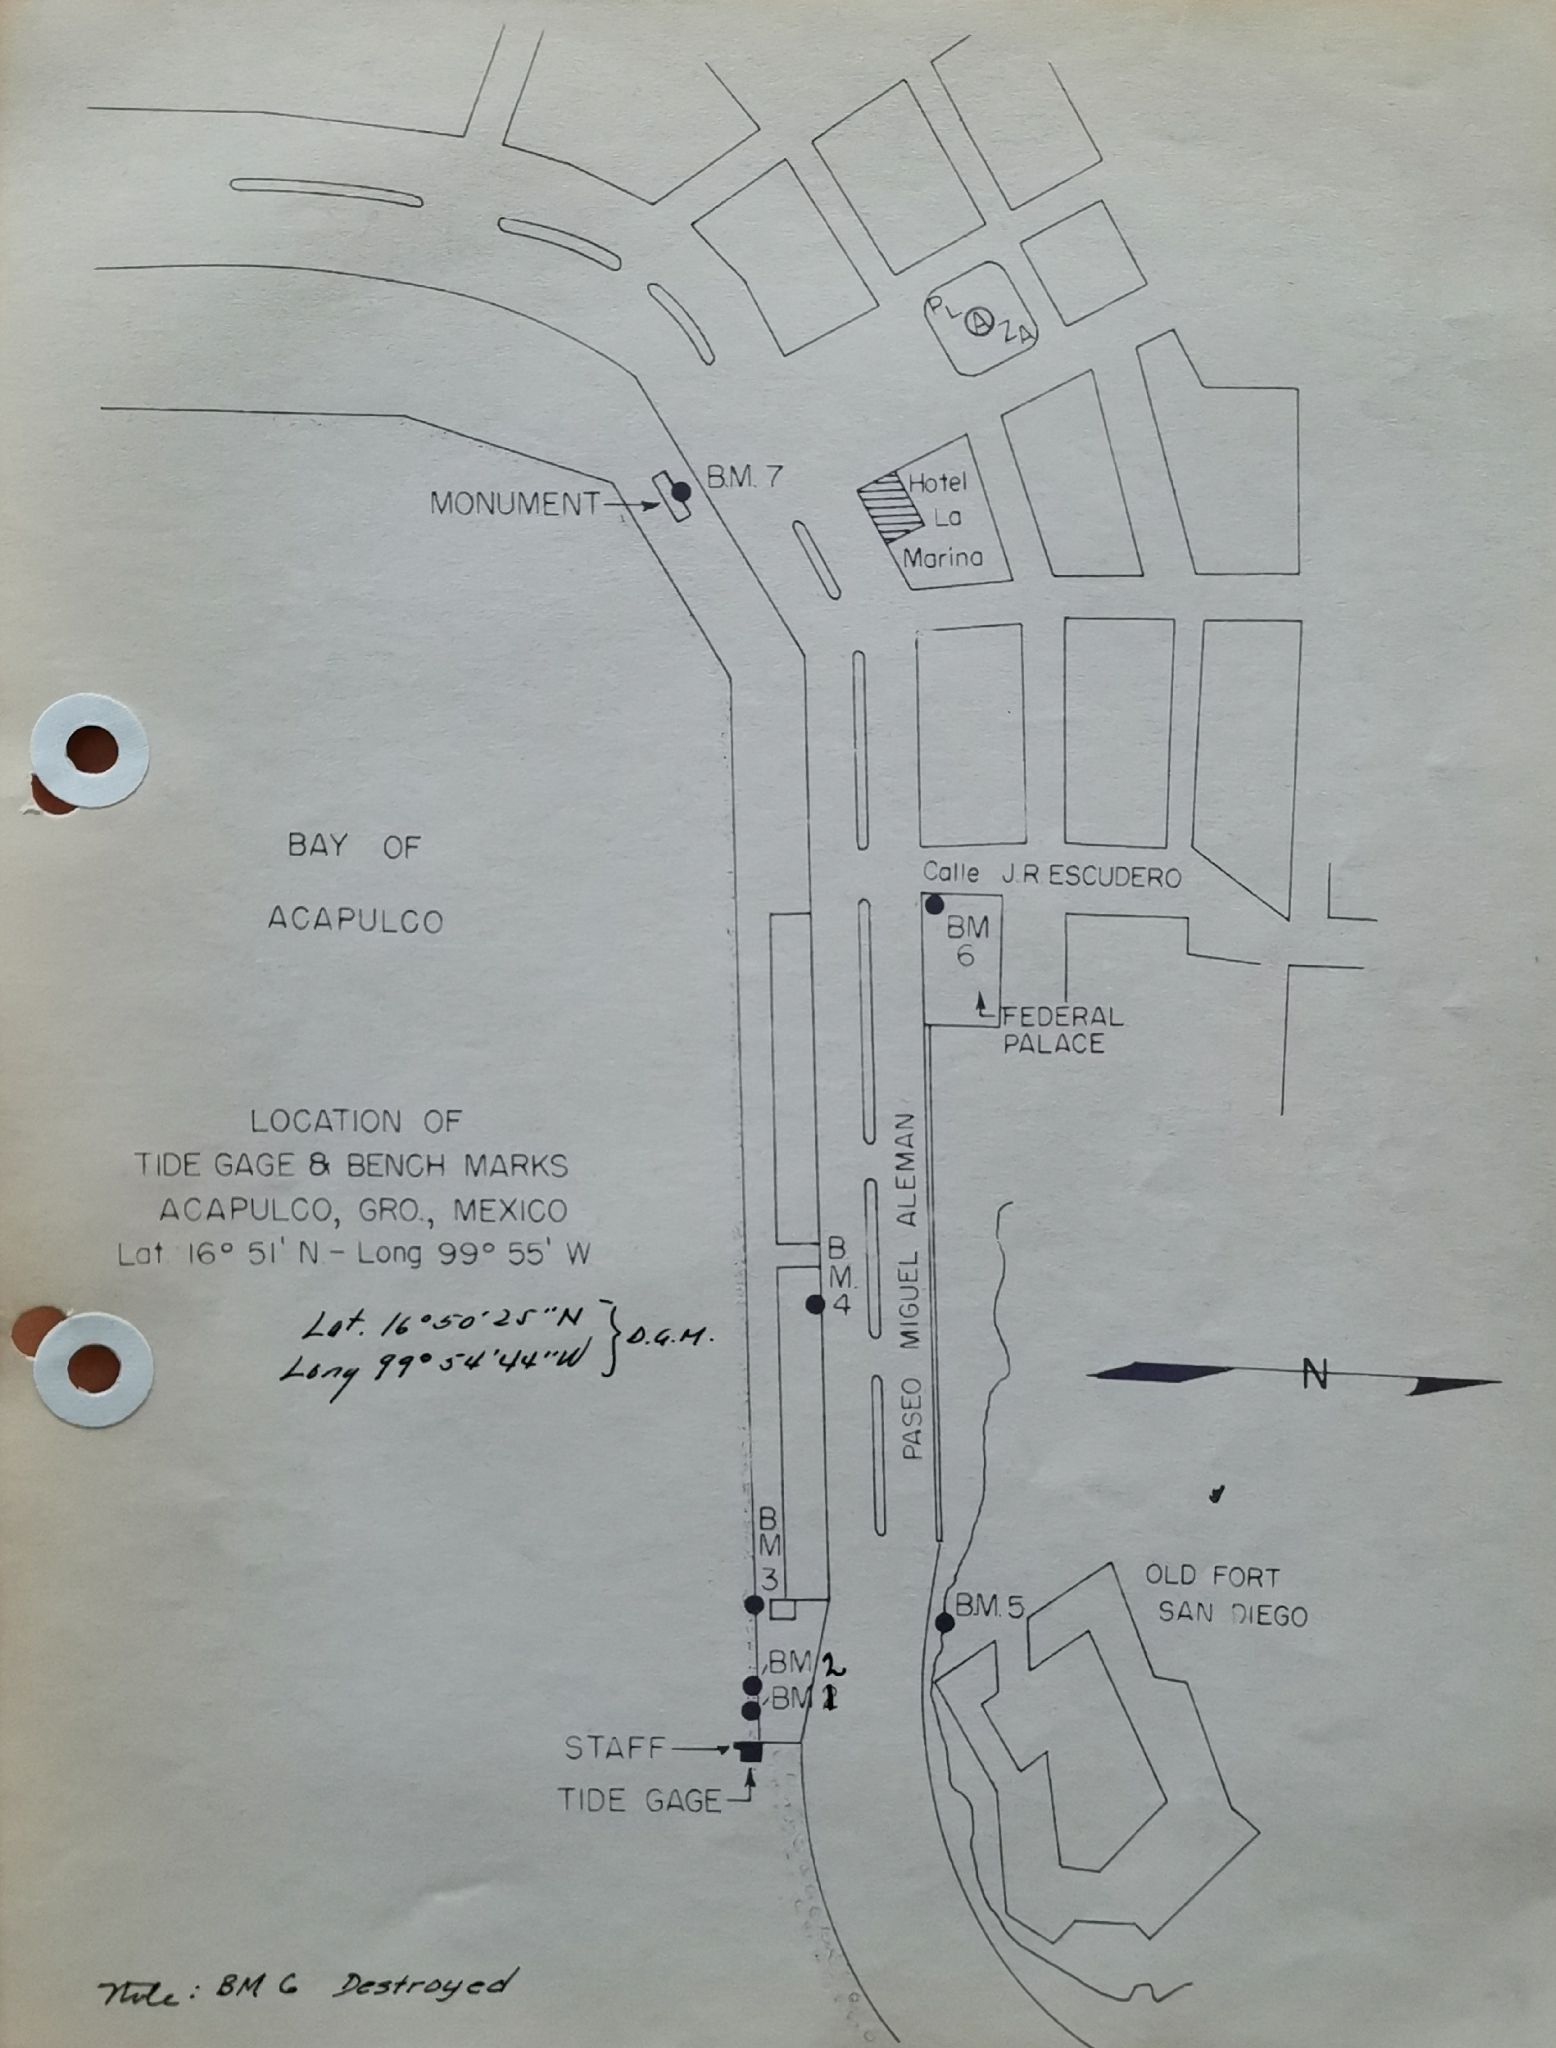 PLAZA
B.M. 7
MONUMENT
Hotel
La
Marina
BAY OF
ACAPULCO
Calle J.R. ESCUDERO
BM
6
FEDERAL
PALACE
LOCATION OF
TIDE GAGE & BENCH MARKS
ACAPULCO, GRO., MEXICO
Lat. 16° 51' N - Long 99° 55' W
Lat. 16° 50' 25" N
Long 99° 54' 44" W
} D.G.M.
B
M.
4
PASEO MIGUEL ALEMAN
N
B
M
3
B.M. 5
OLD FORT
SAN DIEGO
BM 2
BM 1
STAFF
TIDE GAGE
Note: BM 6 Destroyed